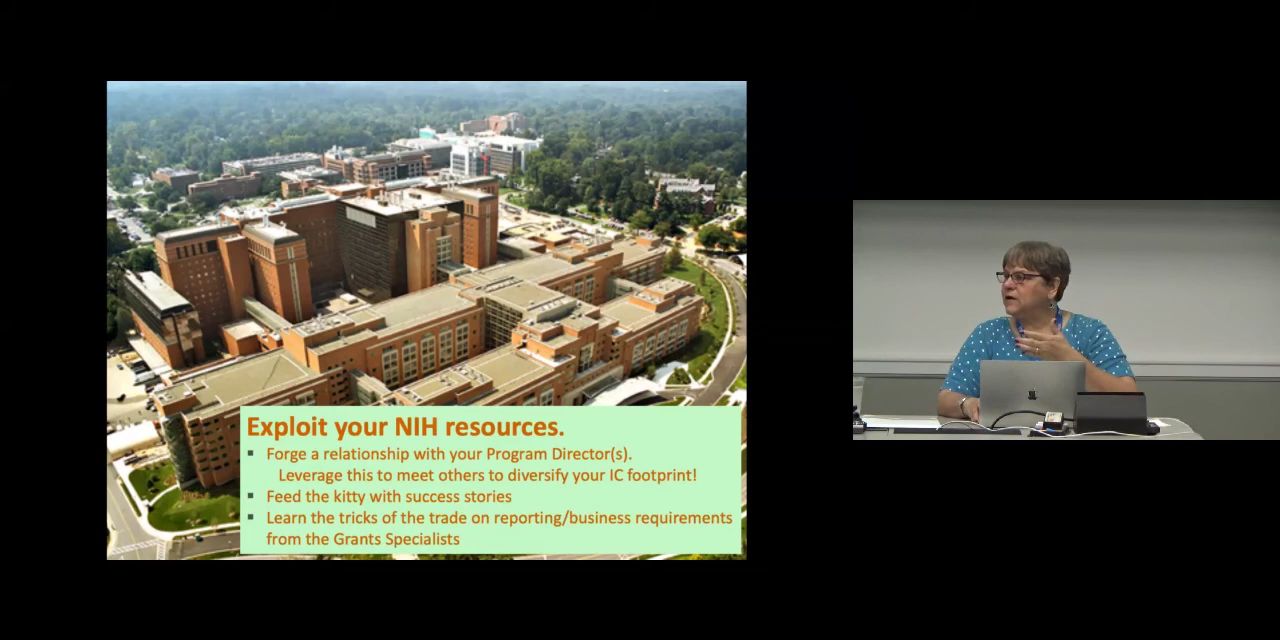 Exploit your NIH resources.
▪ Forge a relationship with your Program Director(s).
Leverage this to meet others to diversify your IC footprint!
▪ Feed the kitty with success stories
▪ Learn the tricks of the trade on reporting/business requirements
from the Grants Specialists